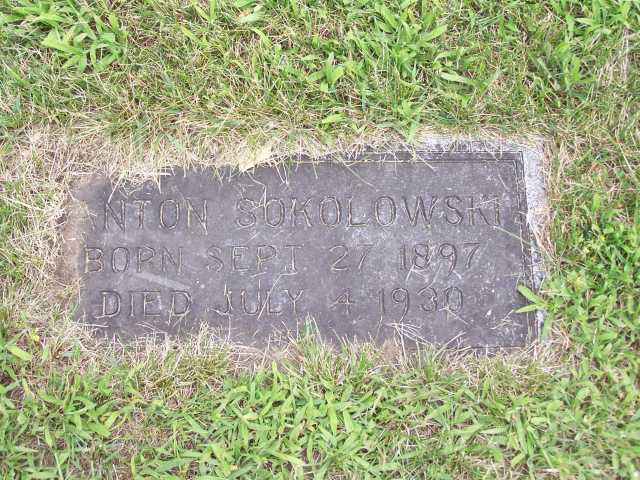 NTON SOKOLOWSKI
BORN SEPT 27 1897
DIED JULY 4 1930